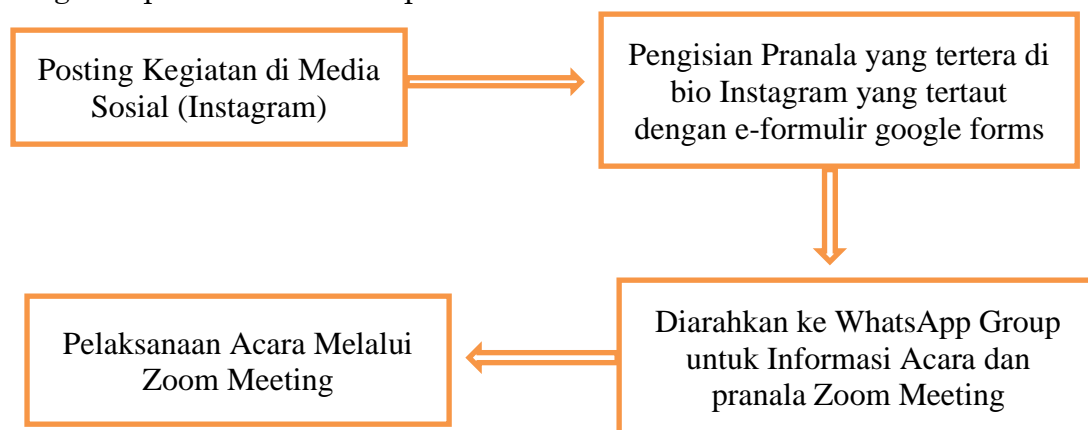 Posting Kegiatan di Media
Sosial (Instagram)
Pengisian Pranala yang tertera di
bio Instagram yang tertaut
dengan e-formulir google forms
Diarahkan ke WhatsApp Group
untuk Informasi Acara dan
pranala Zoom Meeting
Pelaksanaan Acara Melalui
Zoom Meeting